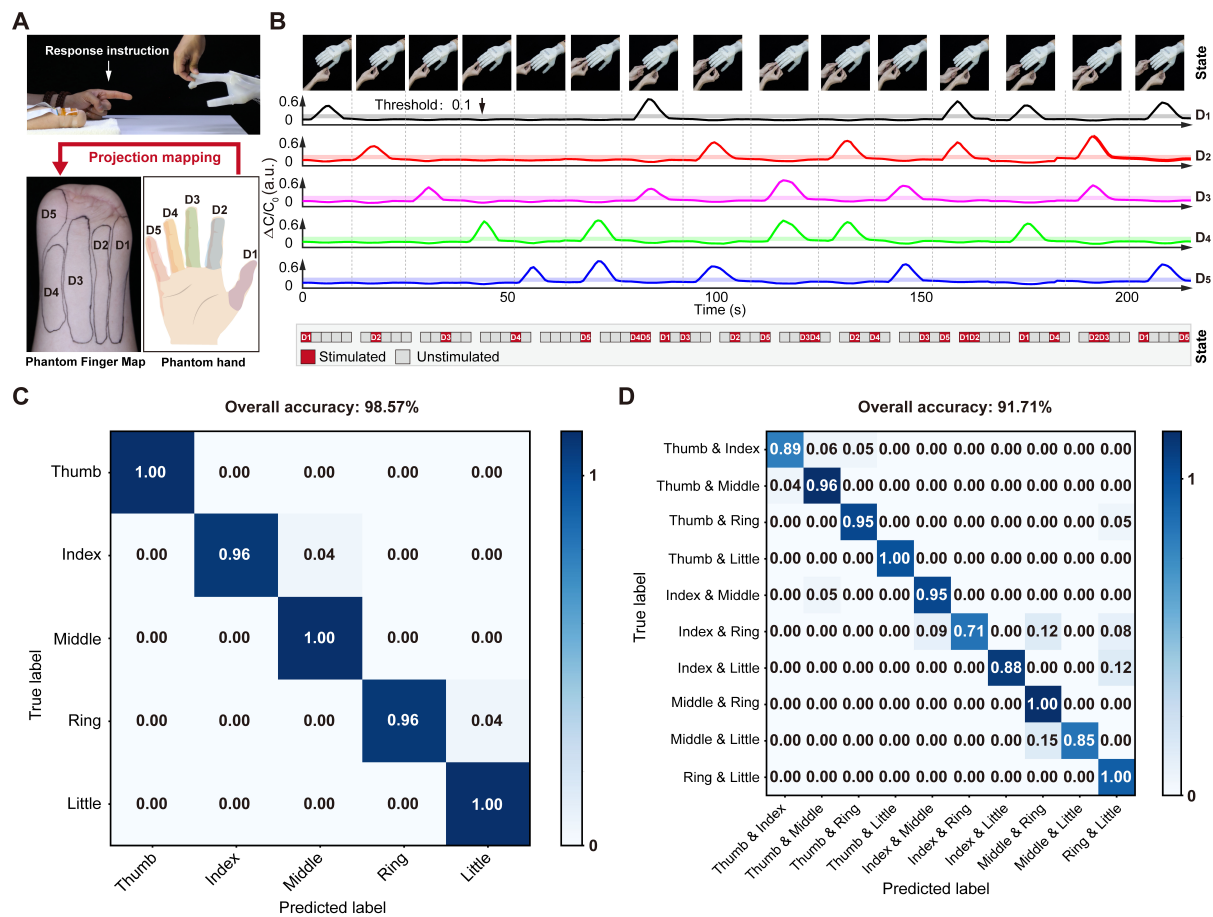 A
Response instruction
Projection mapping
D5
D4
D3
D2
D1
D5
D4
D3
D2
D1
Phantom Finger Map
Phantom hand
B
State
Threshold: 0.1
Δ C/C0 (a.u.)
0.6
0
D1
0.6
0
D2
0.6
0
D3
0.6
0
D4
0.6
0
D5
0 50 100 150 200
Time (s)
D1 D2 D3 D4 D5 D4D5 D1 D3 D2 D5 D3D4 D2 D4 D3 D5 D1D2 D1 D4 D2D3 D1 D5
State
Stimulated
Unstimulated
C
Overall accuracy: 98.57%
True label
Thumb 1.00 0.00 0.00 0.00 0.00
Index 0.00 0.96 0.04 0.00 0.00
Middle 0.00 0.00 1.00 0.00 0.00
Ring 0.00 0.00 0.00 0.96 0.04
Little 0.00 0.00 0.00 0.00 1.00
Thumb Index Middle Ring Little
Predicted label
1
0
D
Overall accuracy: 91.71%
True label
Thumb & Index 0.89 0.06 0.05 0.00 0.00 0.00 0.00 0.00 0.00 0.00
Thumb & Middle 0.04 0.96 0.00 0.00 0.00 0.00 0.00 0.00 0.00 0.00
Thumb & Ring 0.00 0.00 0.95 0.00 0.00 0.00 0.00 0.00 0.00 0.05
Thumb & Little 0.00 0.00 0.00 1.00 0.00 0.00 0.00 0.00 0.00 0.00
Index & Middle 0.00 0.05 0.00 0.00 0.95 0.00 0.00 0.00 0.00 0.00
Index & Ring 0.00 0.00 0.00 0.00 0.09 0.71 0.00 0.12 0.00 0.08
Index & Little 0.00 0.00 0.00 0.00 0.00 0.00 0.88 0.00 0.00 0.12
Middle & Ring 0.00 0.00 0.00 0.00 0.00 0.00 0.00 1.00 0.00 0.00
Middle & Little 0.00 0.00 0.00 0.00 0.00 0.00 0.00 0.15 0.85 0.00
Ring & Little 0.00 0.00 0.00 0.00 0.00 0.00 0.00 0.00 0.00 1.00
Thumb & Index Thumb & Middle Thumb & Ring Thumb & Little Index & Middle Index & Ring Index & Little Middle & Ring Middle & Little Ring & Little
Predicted label
1
0